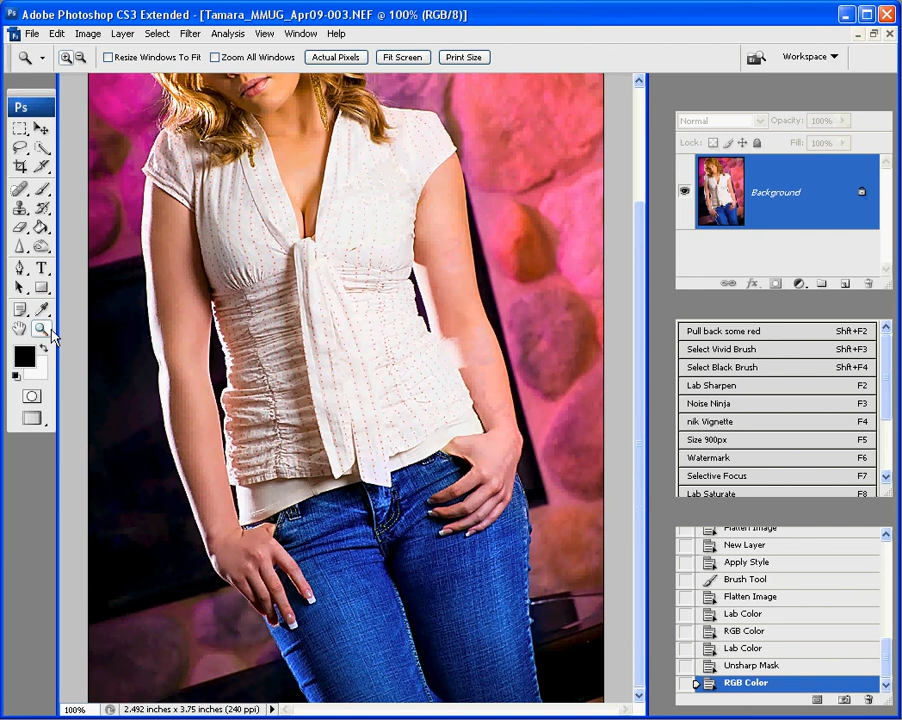 Adobe Photoshop CS3 Extended - [Tamara_MMUG_Apr09-003.NEF @ 100% (RGB/8)]
File Edit Image Layer Select Filter Analysis View Window Help
Resize Windows To Fit Zoom All Windows Actual Pixels Fit Screen Print Size Workspace
Ps
Normal Opacity: 100%
Lock: Fill: 100%
Background
Pull back some red Shft+F2
Select Vivid Brush Shft+F3
Select Black Brush Shft+F4
Lab Sharpen F2
Noise Ninja F3
nik Vignette F4
Size 900px F5
Watermark F6
Selective Focus F7
Lab Saturate F8
Flatten Image
New Layer
Apply Style
Brush Tool
Flatten Image
Lab Color
RGB Color
Lab Color
Unsharp Mask
RGB Color
100% 2.492 inches x 3.75 inches (240 ppi)